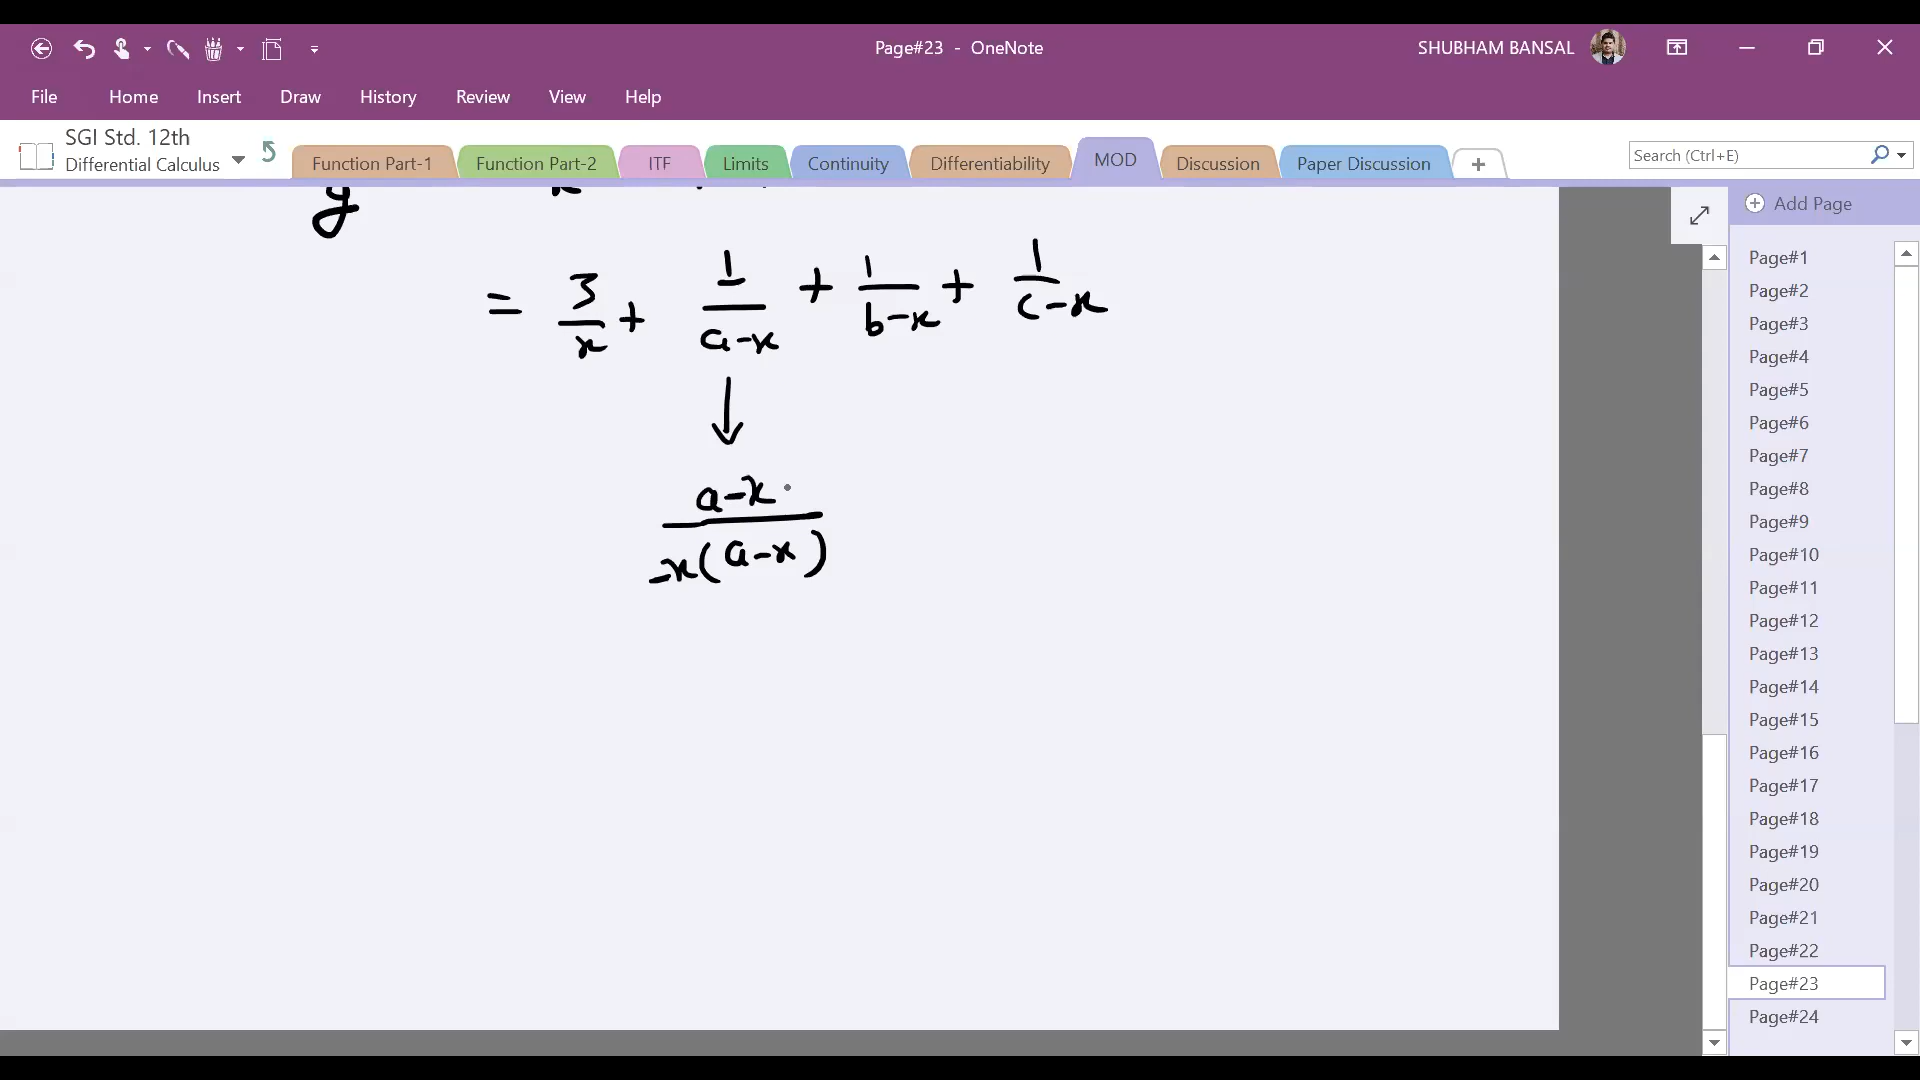 Page#23 - OneNote
SHUBHAM BANSAL
File Home Insert Draw History Review View Help
SGI Std. 12th
Differential Calculus
Function Part-1 Function Part-2 ITF Limits Continuity Differentiability MOD Discussion Paper Discussion +
Search (Ctrl+E)
Add Page
Page#1
Page#2
Page#3
Page#4
Page#5
Page#6
Page#7
Page#8
Page#9
Page#10
Page#11
Page#12
Page#13
Page#14
Page#15
Page#16
Page#17
Page#18
Page#19
Page#20
Page#21
Page#22
Page#23
Page#24
y
= 3/x + 1/a-x + 1/b-x + 1/c-x
↓
a-x
-x(a-x)